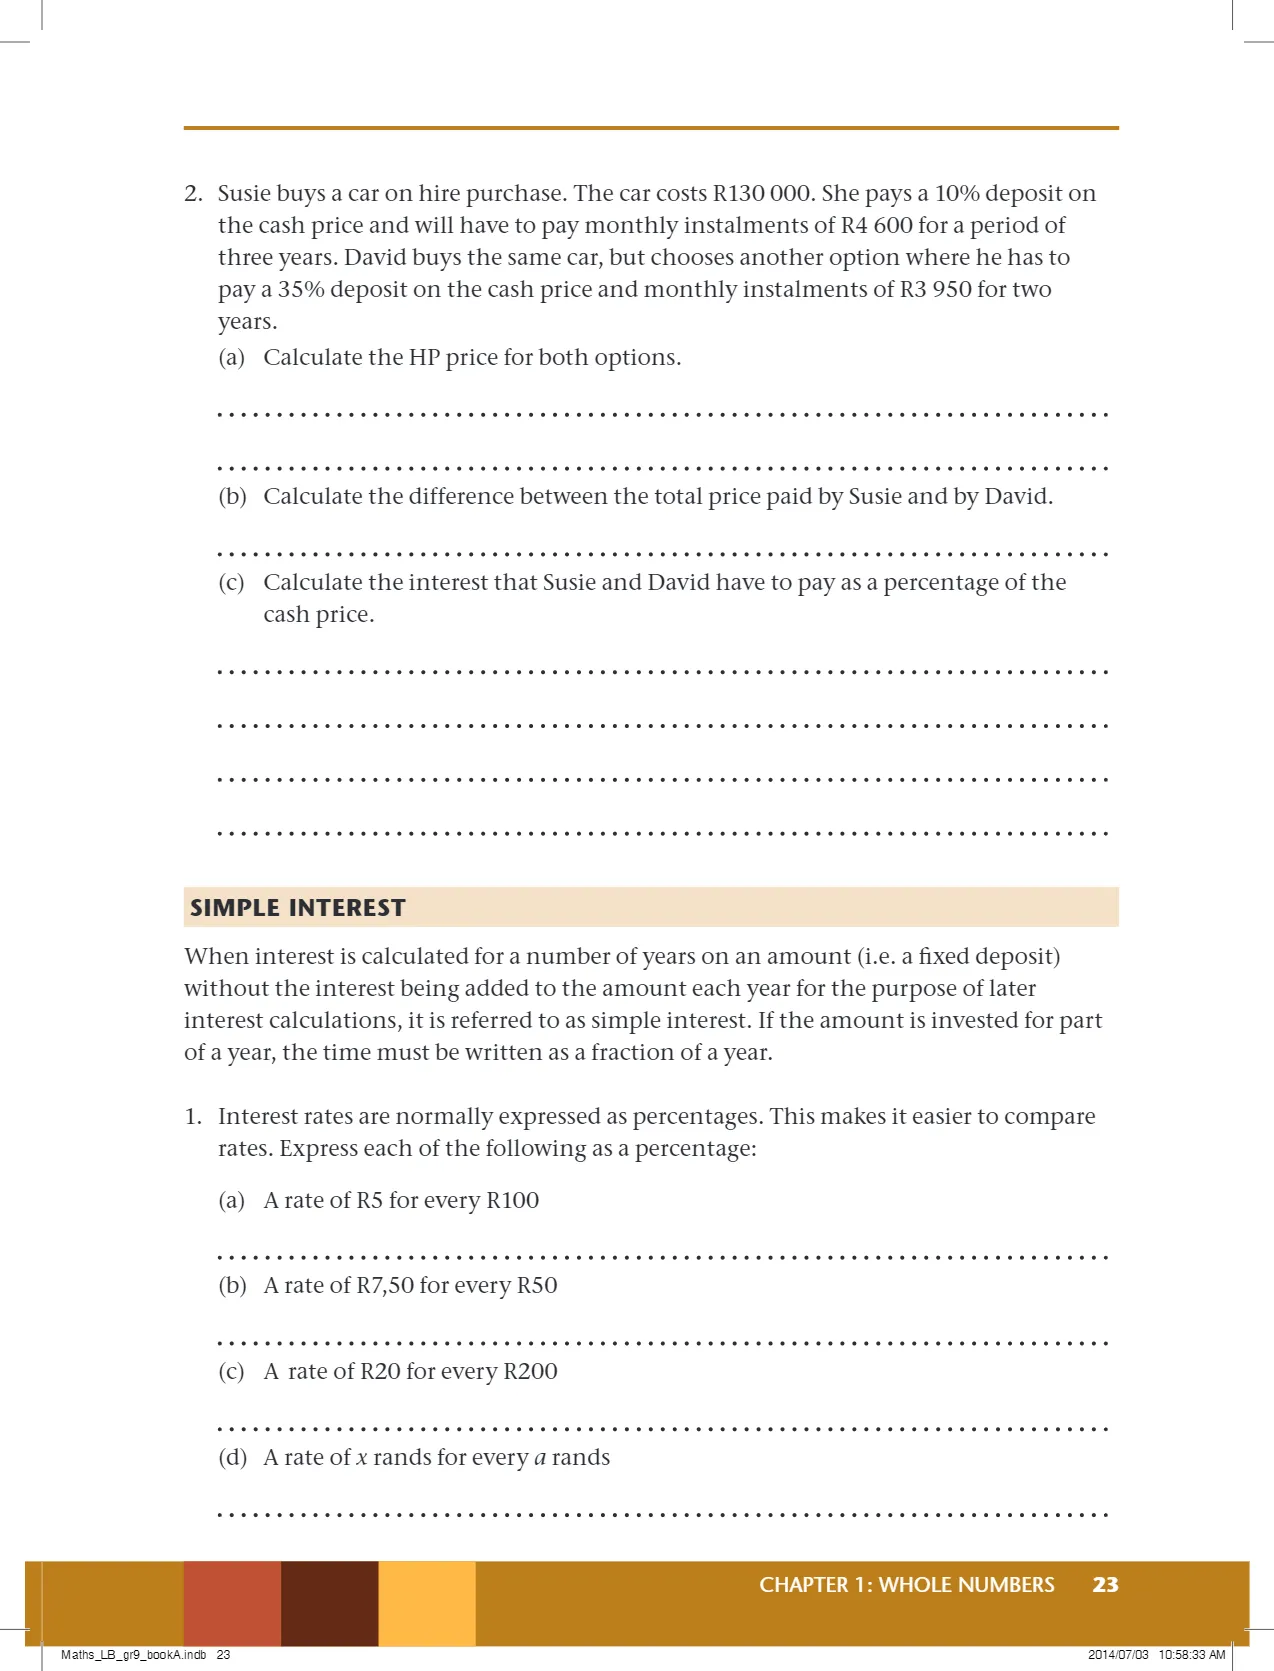 2. Susie buys a car on hire purchase. The car costs R130 000. She pays a 10% deposit on
the cash price and will have to pay monthly instalments of R4 600 for a period of
three years. David buys the same car, but chooses another option where he has to
pay a 35% deposit on the cash price and monthly instalments of R3 950 for two
years.
(a) Calculate the HP price for both options.
(b) Calculate the difference between the total price paid by Susie and by David.
(c) Calculate the interest that Susie and David have to pay as a percentage of the
cash price.
SIMPLE INTEREST
When interest is calculated for a number of years on an amount (i.e. a fixed deposit)
without the interest being added to the amount each year for the purpose of later
interest calculations, it is referred to as simple interest. If the amount is invested for part
of a year, the time must be written as a fraction of a year.
1. Interest rates are normally expressed as percentages. This makes it easier to compare
rates. Express each of the following as a percentage:
(a) A rate of R5 for every R100
(b) A rate of R7,50 for every R50
(c) A rate of R20 for every R200
(d) A rate of x rands for every a rands
CHAPTER 1: WHOLE NUMBERS 23
Maths_LB_gr9_bookA.indb 23 2014/07/03 10:58:33 AM